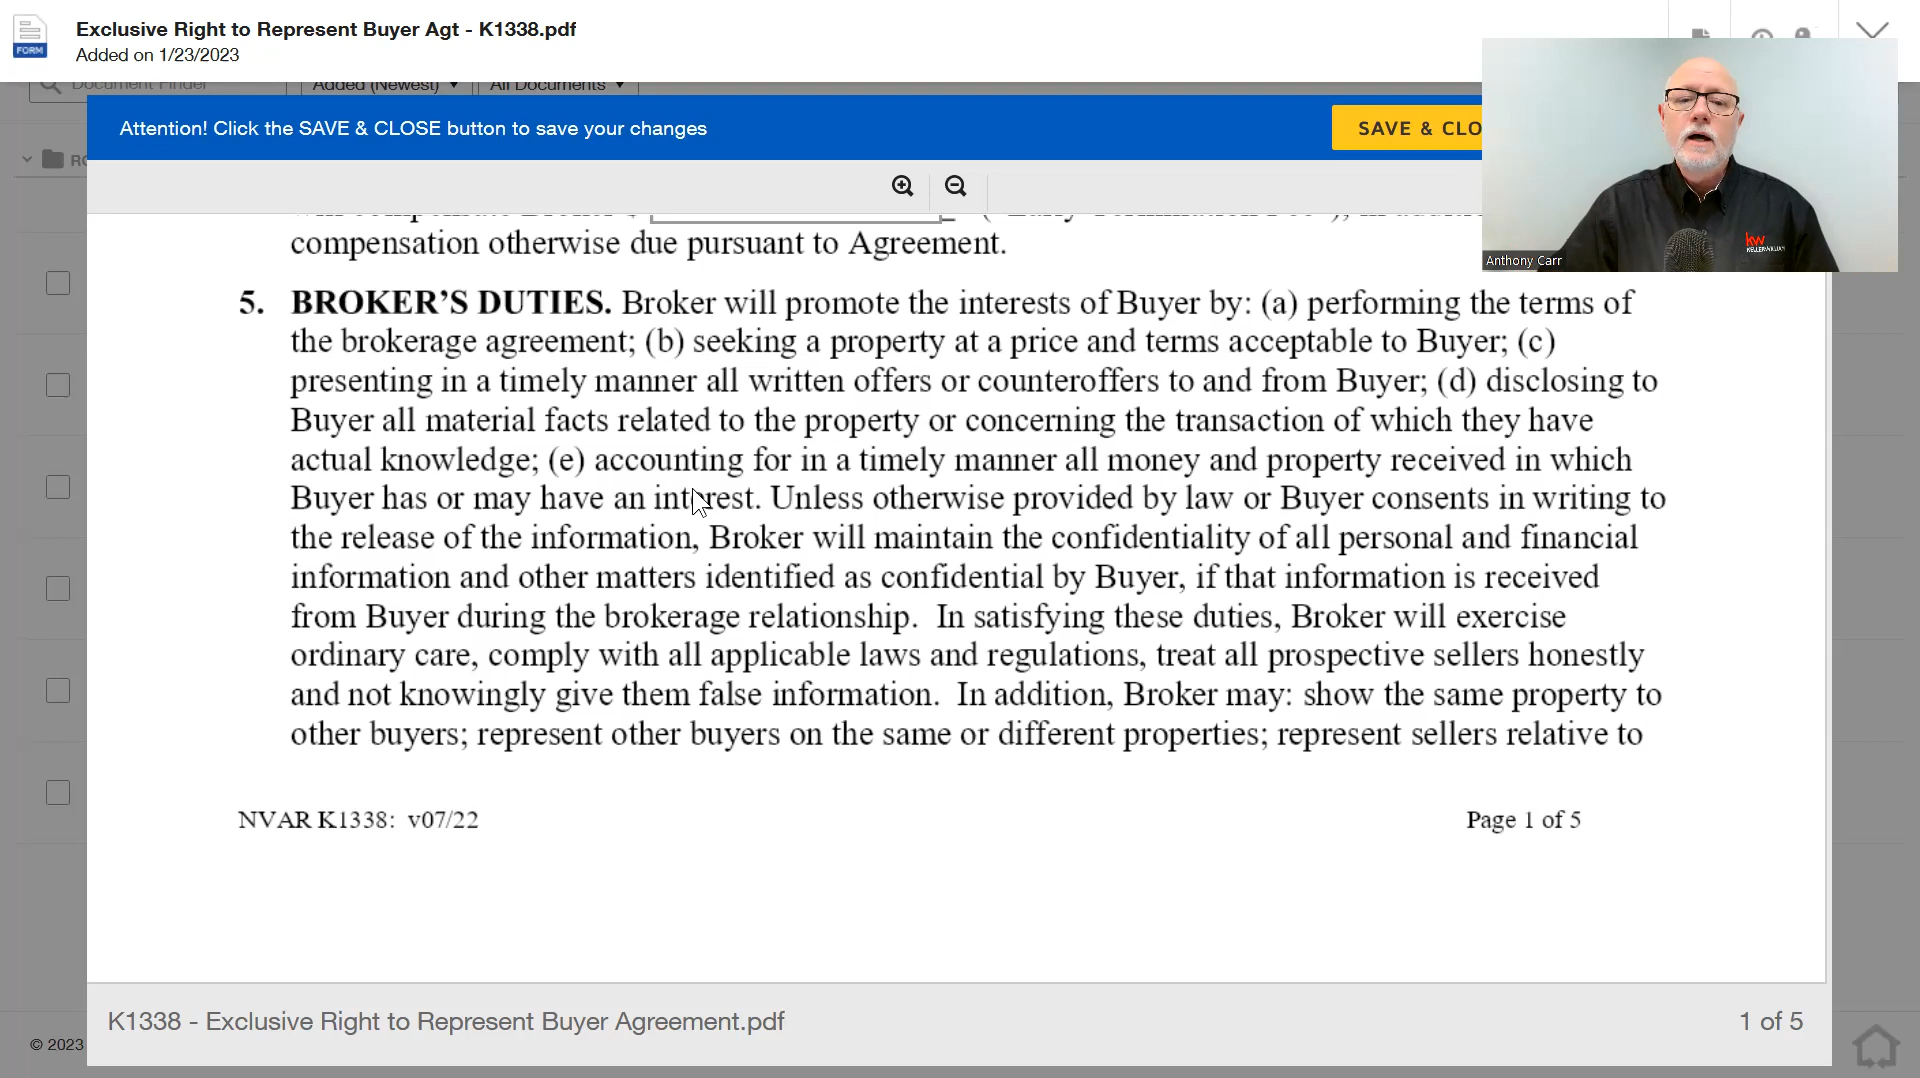 Exclusive Right to Represent Buyer Agt - K1338.pdf
FORM
Added on 1/23/2023
Document Finder
Added (Newest)
All Documents
Attention! Click the SAVE & CLOSE button to save your changes
SAVE & CLO
kw
KELLERWILLIAMS
Anthony Carr
compensation otherwise due pursuant to Agreement.
5. BROKER’S DUTIES. Broker will promote the interests of Buyer by: (a) performing the terms of
the brokerage agreement; (b) seeking a property at a price and terms acceptable to Buyer; (c)
presenting in a timely manner all written offers or counteroffers to and from Buyer; (d) disclosing to
Buyer all material facts related to the property or concerning the transaction of which they have
actual knowledge; (e) accounting for in a timely manner all money and property received in which
Buyer has or may have an interest. Unless otherwise provided by law or Buyer consents in writing to
the release of the information, Broker will maintain the confidentiality of all personal and financial
information and other matters identified as confidential by Buyer, if that information is received
from Buyer during the brokerage relationship. In satisfying these duties, Broker will exercise
ordinary care, comply with all applicable laws and regulations, treat all prospective sellers honestly
and not knowingly give them false information. In addition, Broker may: show the same property to
other buyers; represent other buyers on the same or different properties; represent sellers relative to
NVAR K1338: v07/22
Page 1 of 5
K1338 - Exclusive Right to Represent Buyer Agreement.pdf
1 of 5
© 2023